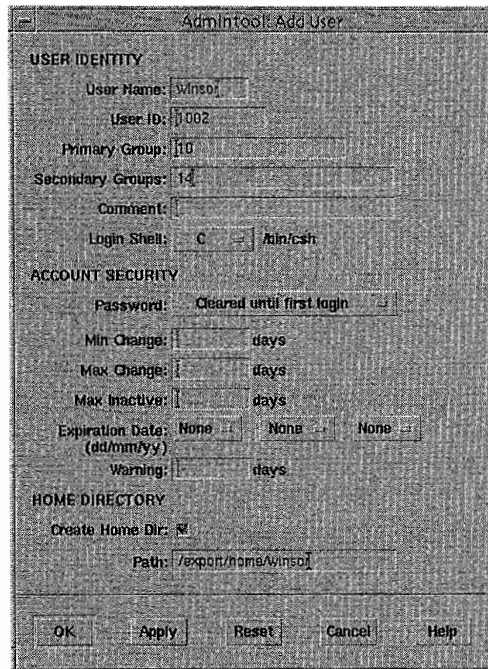 Admintool: Add User
USER IDENTITY
User Name: winsor
User ID: 1002
Primary Group: 10
Secondary Groups: 14
Comment:
Login Shell: C /bin/csh
ACCOUNT SECURITY
Password: Cleared until first login
Min Change: days
Max Change: days
Max Inactive: days
Expiration Date: None None None
(dd/mm/yy)
Warning: days
HOME DIRECTORY
Create Home Dir:
Path: /export/home/winsor
OK Apply Reset Cancel Help